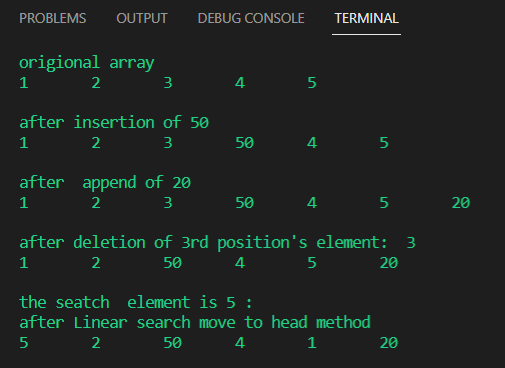 PROBLEMS OUTPUT DEBUG CONSOLE TERMINAL
origional array
1 2 3 4 5
after insertion of 50
1 2 3 50 4 5
after  append of 20
1 2 3 50 4 5 20
after deletion of 3rd position's element:  3
1 2 50 4 5 20
the seatch  element is 5 :
after Linear search move to head method
5 2 50 4 1 20